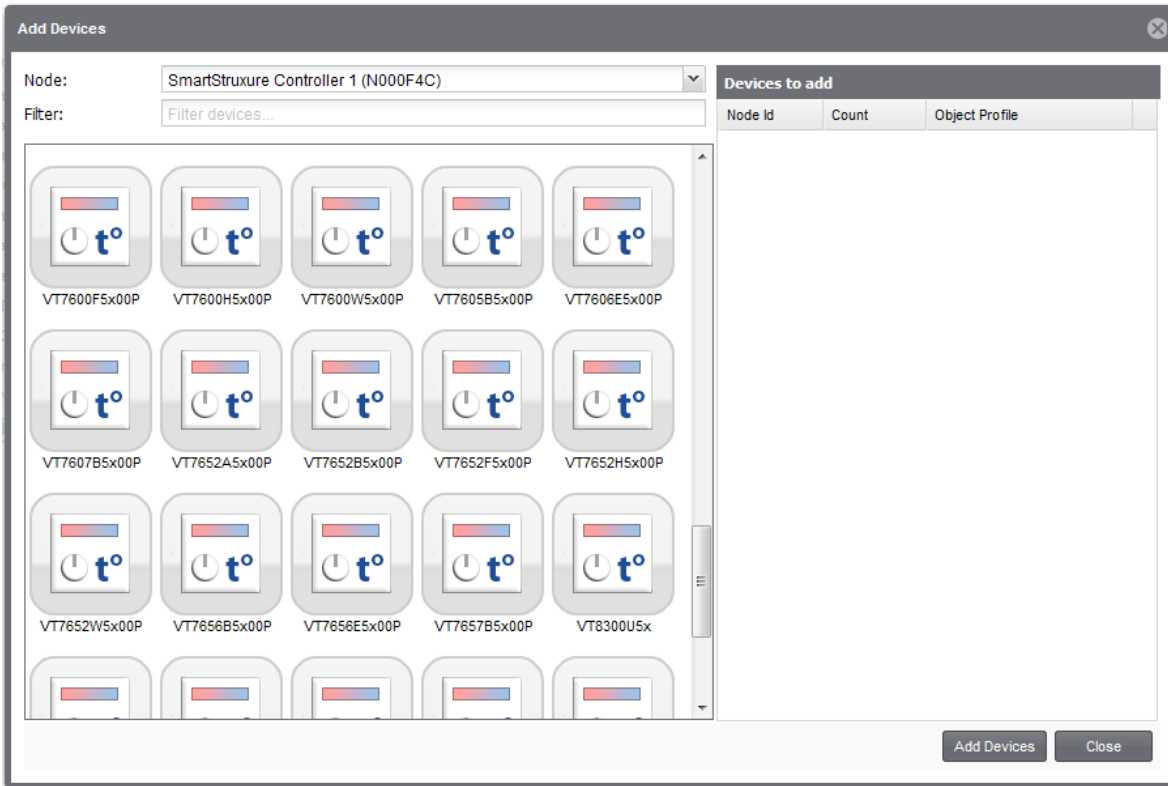 Add Devices
Node: SmartStruxure Controller 1 (N000F4C)
Filter: Filter devices...
Devices to add
Node Id Count Object Profile
t° t° t° t° t°
VT7600F5x00P VT7600H5x00P VT7600W5x00P VT7605B5x00P VT7606E5x00P
t° t° t° t° t°
VT7607B5x00P VT7652A5x00P VT7652B5x00P VT7652F5x00P VT7652H5x00P
t° t° t° t° t°
VT7652W5x00P VT7656B5x00P VT7656E5x00P VT7657B5x00P VT8300U5x
Add Devices Close